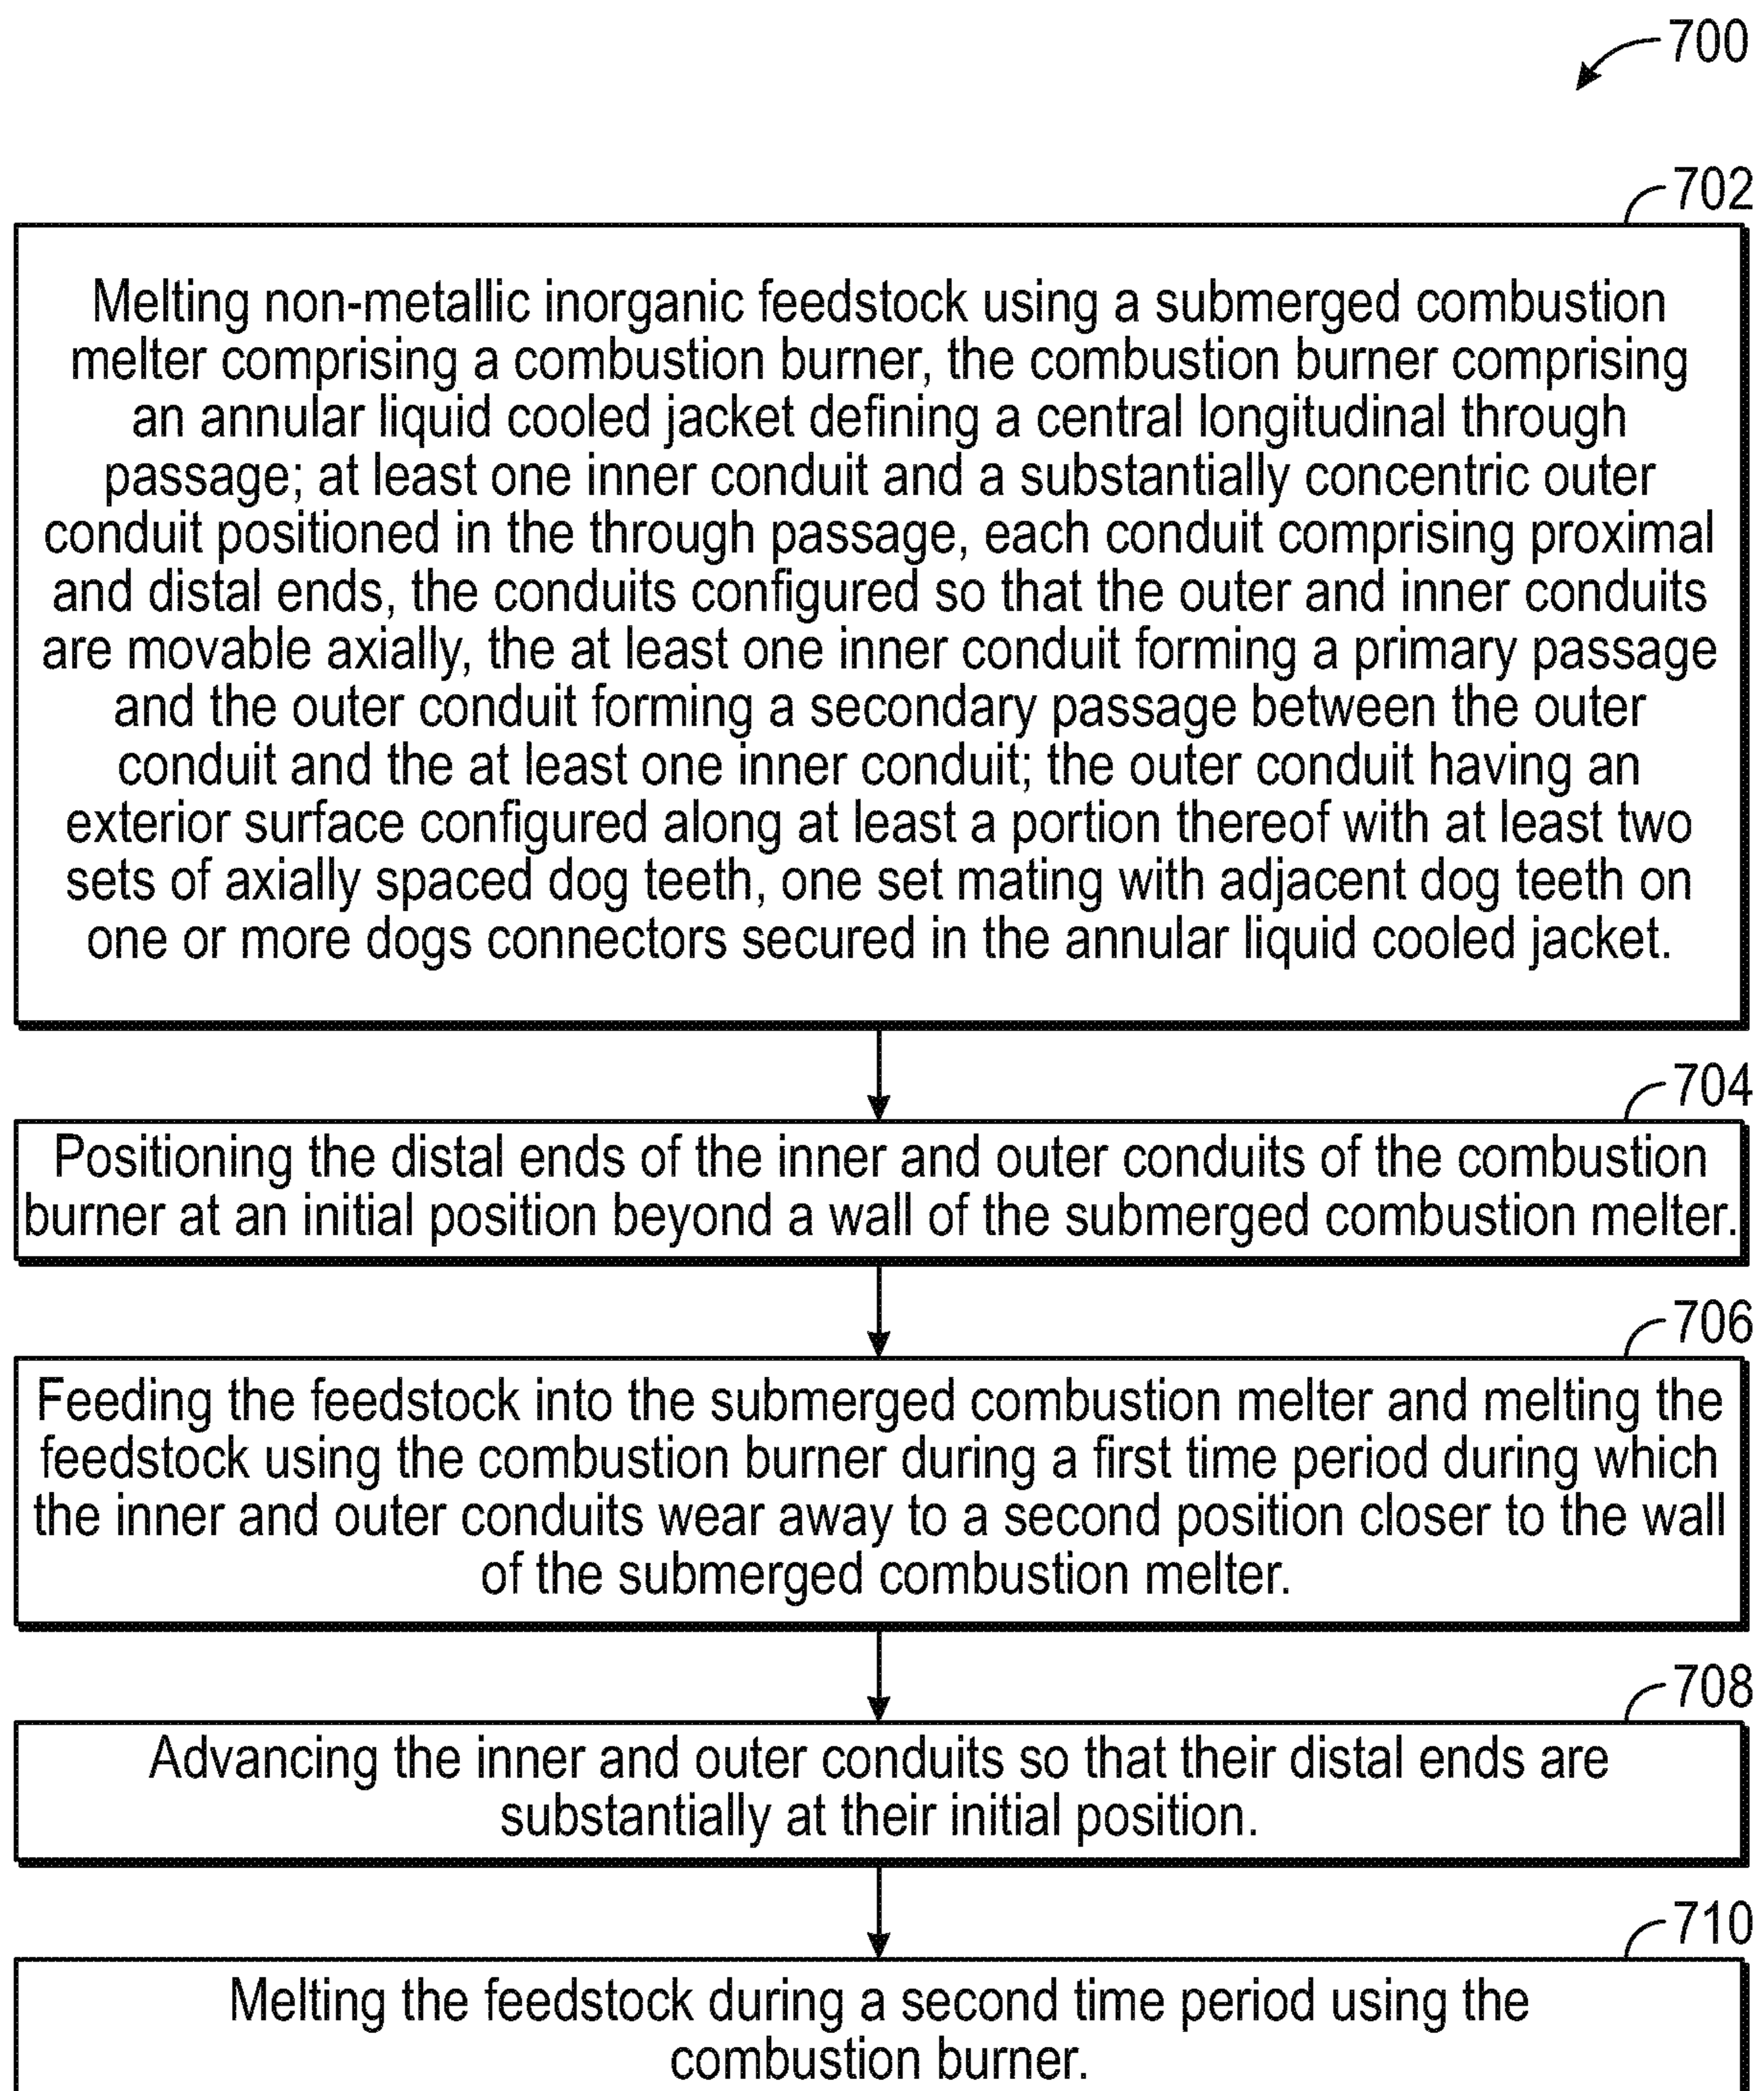 700
702
Melting non-metallic inorganic feedstock using a submerged combustion
melter comprising a combustion burner, the combustion burner comprising
an annular liquid cooled jacket defining a central longitudinal through
passage; at least one inner conduit and a substantially concentric outer
conduit positioned in the through passage, each conduit comprising proximal
and distal ends, the conduits configured so that the outer and inner conduits
are movable axially, the at least one inner conduit forming a primary passage
and the outer conduit forming a secondary passage between the outer
conduit and the at least one inner conduit; the outer conduit having an
exterior surface configured along at least a portion thereof with at least two
sets of axially spaced dog teeth, one set mating with adjacent dog teeth on
one or more dogs connectors secured in the annular liquid cooled jacket.
704
Positioning the distal ends of the inner and outer conduits of the combustion
burner at an initial position beyond a wall of the submerged combustion melter.
706
Feeding the feedstock into the submerged combustion melter and melting the
feedstock using the combustion burner during a first time period during which
the inner and outer conduits wear away to a second position closer to the wall
of the submerged combustion melter.
708
Advancing the inner and outer conduits so that their distal ends are
substantially at their initial position.
710
Melting the feedstock during a second time period using the
combustion burner.